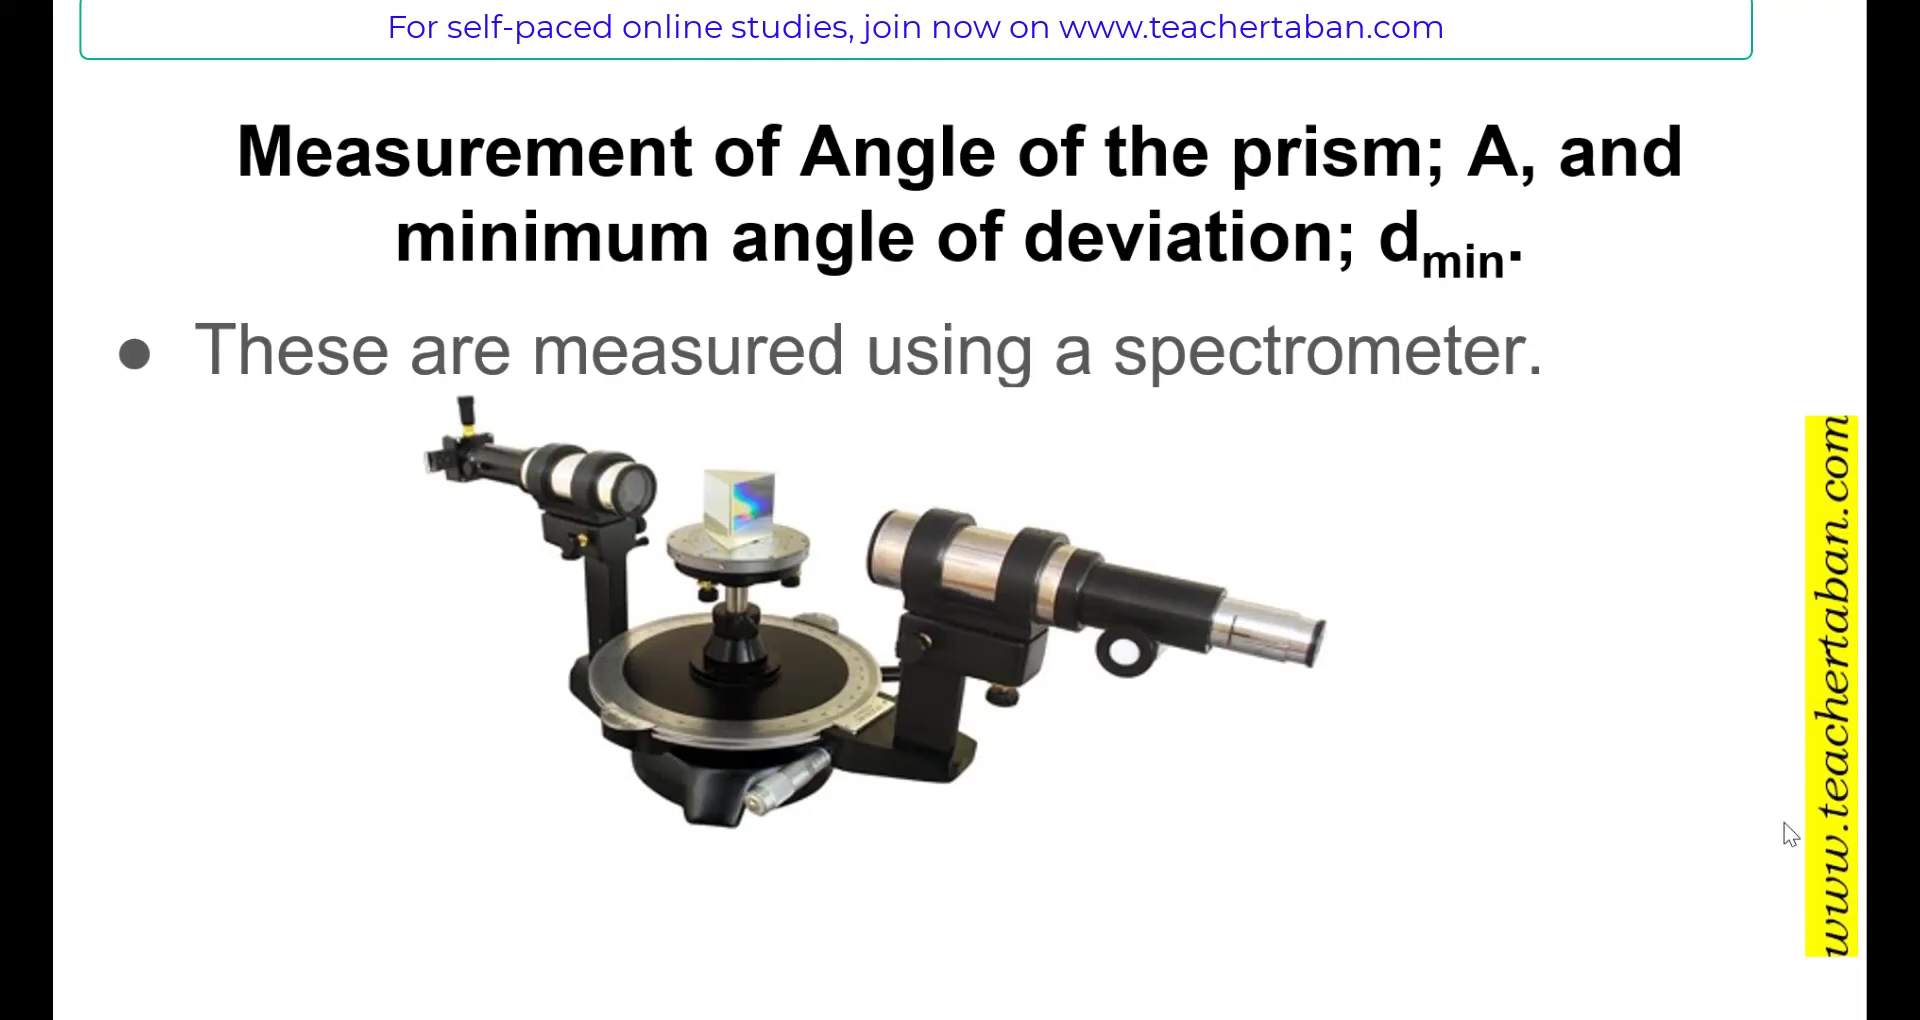 For self-paced online studies, join now on www.teachertaban.com
Measurement of Angle of the prism; A, and
minimum angle of deviation; dmin.
● These are measured using a spectrometer.
www.teachertaban.com